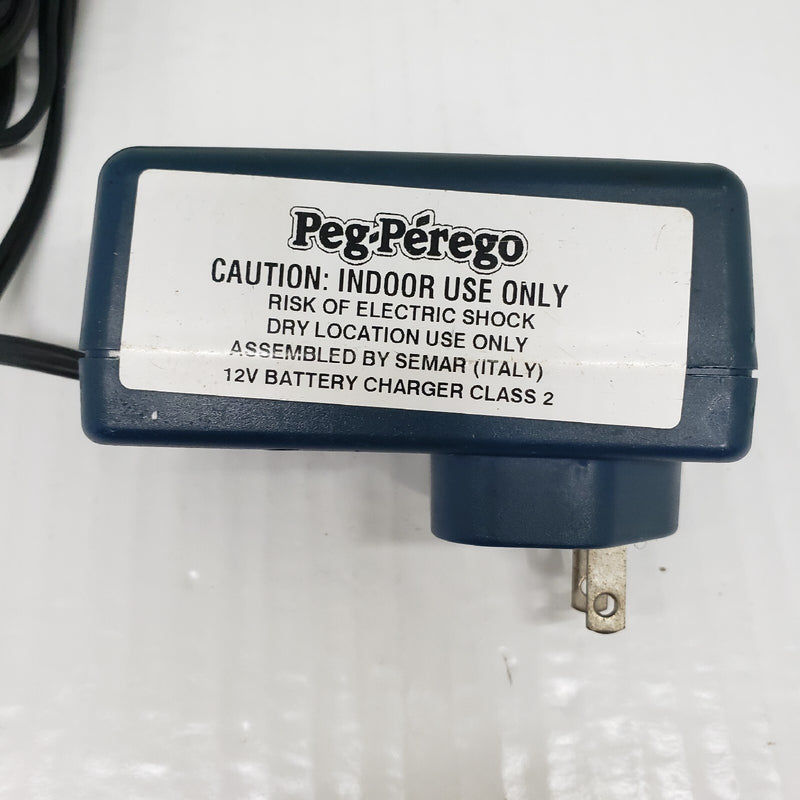 Peg-Pérego
CAUTION: INDOOR USE ONLY
RISK OF ELECTRIC SHOCK
DRY LOCATION USE ONLY
ASSEMBLED BY SEMAR (ITALY)
12V BATTERY CHARGER CLASS 2